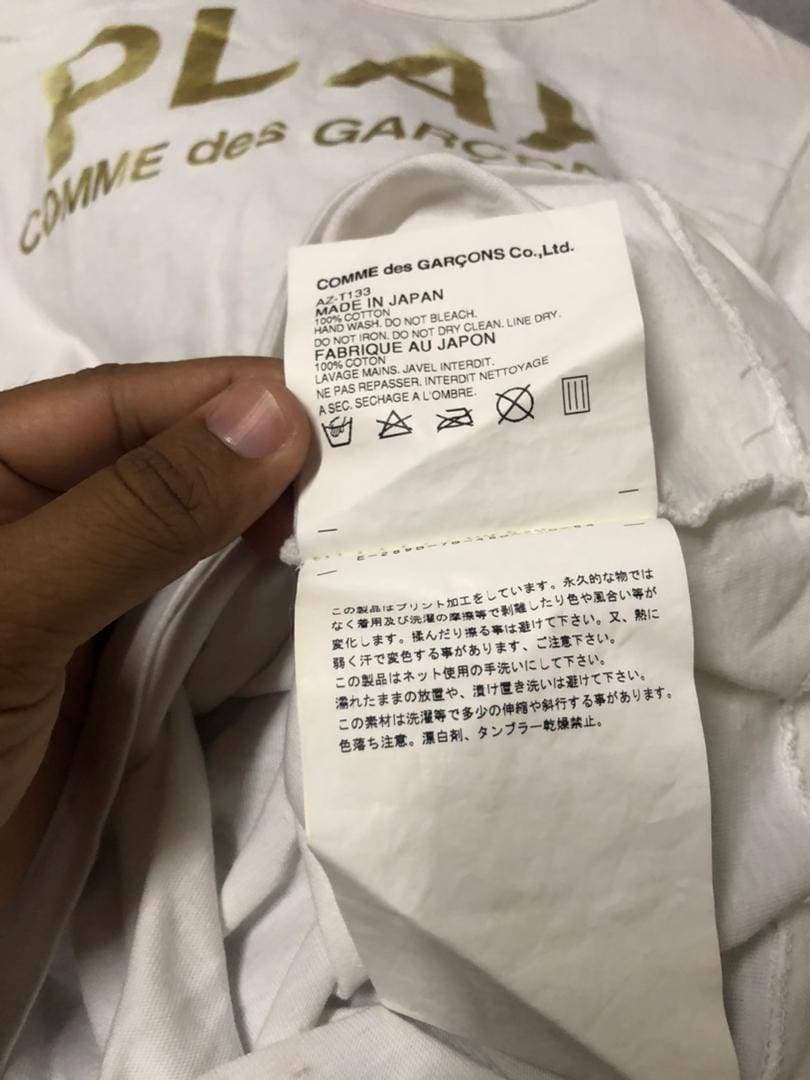 PLAY
COMME des GARÇON
COMME des GARÇONS Co.,Ltd.
AZ-T133
MADE IN JAPAN
100% COTTON
HAND WASH. DO NOT BLEACH.
DO NOT IRON. DO NOT DRY CLEAN. LINE DRY.
FABRIQUE AU JAPON
100% COTON
LAVAGE MAINS. JAVEL INTERDIT.
NE PAS REPASSER. INTERDIT NETTOYAGE
A SEC. SECHAGE A L'OMBRE.
この製品はプリント加工をしています。永久的な物では
なく着用及び洗濯の摩擦等で剥離したり色や風合い等が
変化します。揉んだり擦る事は避けて下さい。又、熱に
弱く汗で変色する事があります、ご注意下さい。
この製品はネット使用の手洗いにして下さい。
濡れたままの放置や、漬け置き洗いは避けて下さい。
この素材は洗濯等で多少の伸縮や斜行する事があります。
色落ち注意。漂白剤、タンブラー乾燥禁止。